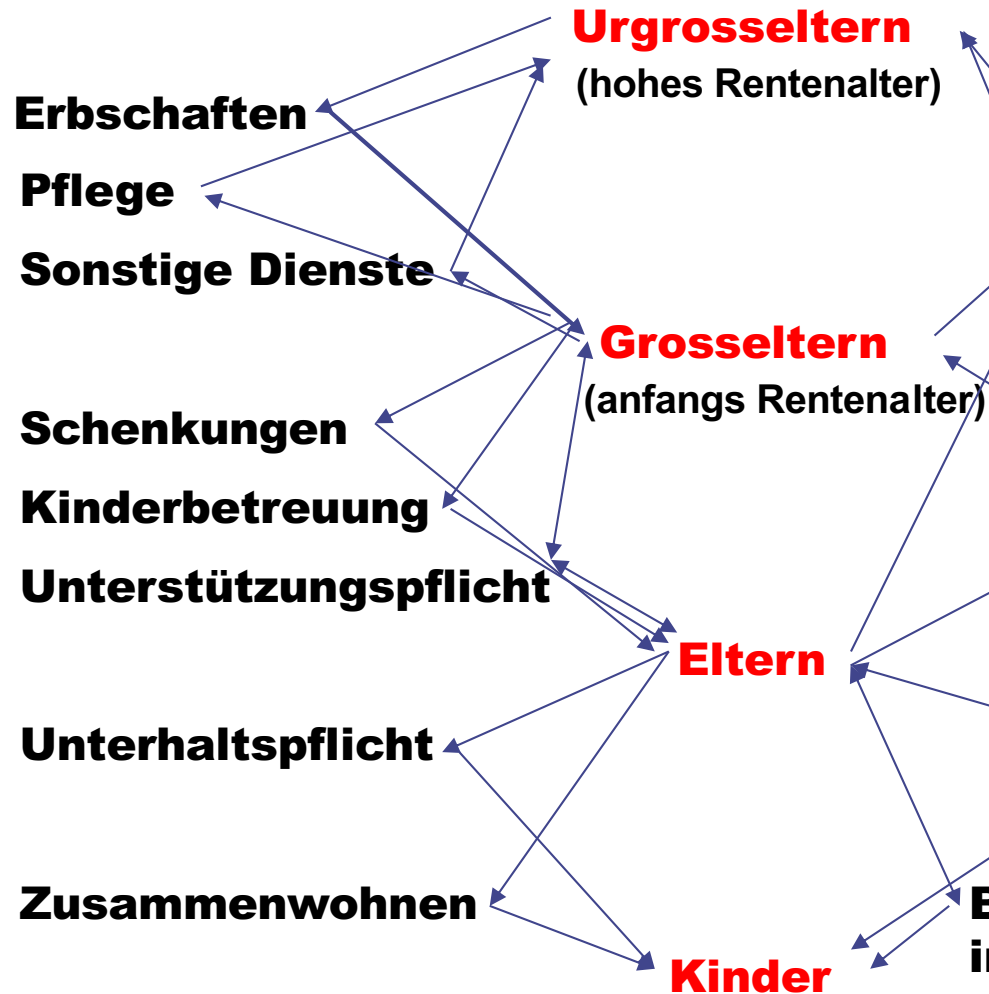 Urgrosseltern
(hohes Rentenalter)
Erbschaften
Pflege
Sonstige Dienste
Grosseltern
(anfangs Rentenalter)
Schenkungen
Kinderbetreuung
Unterstützungspflicht
Eltern
Unterhaltspflicht
Zusammenwohnen
Kinder